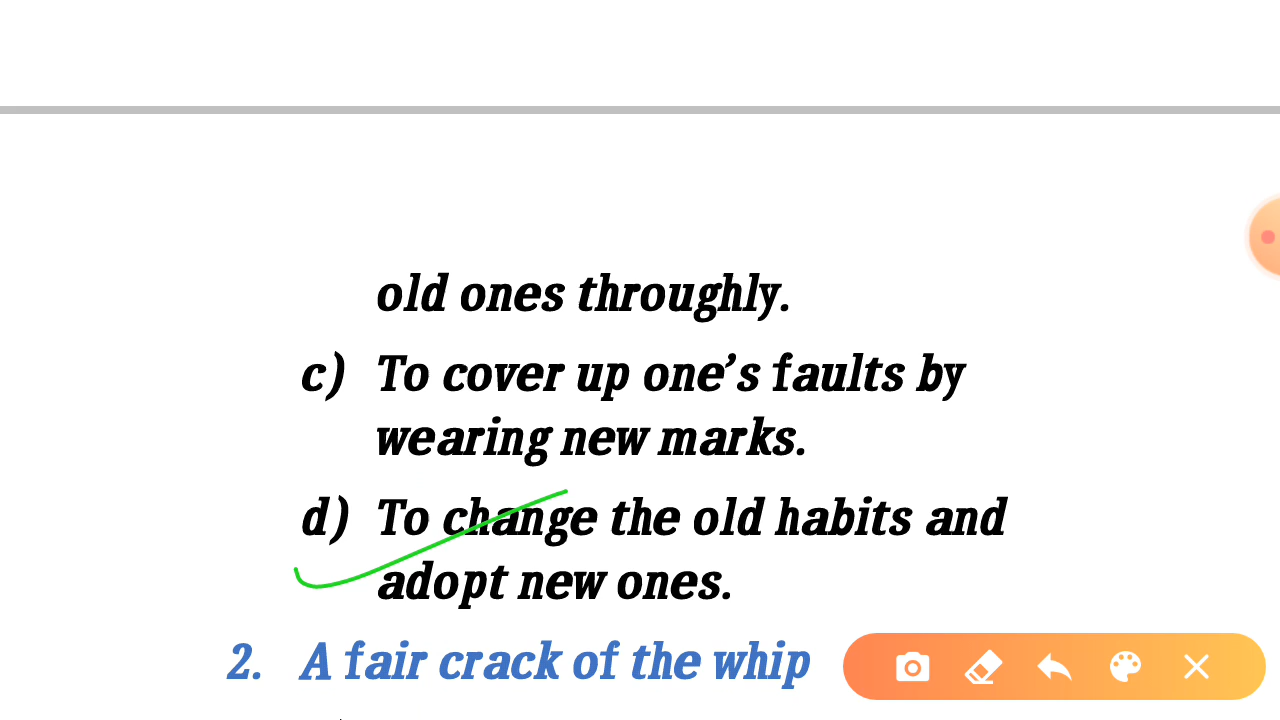 old ones throughly.
c) To cover up one’s faults by
wearing new marks.
d) To change the old habits and
adopt new ones.
2. A fair crack of the whip